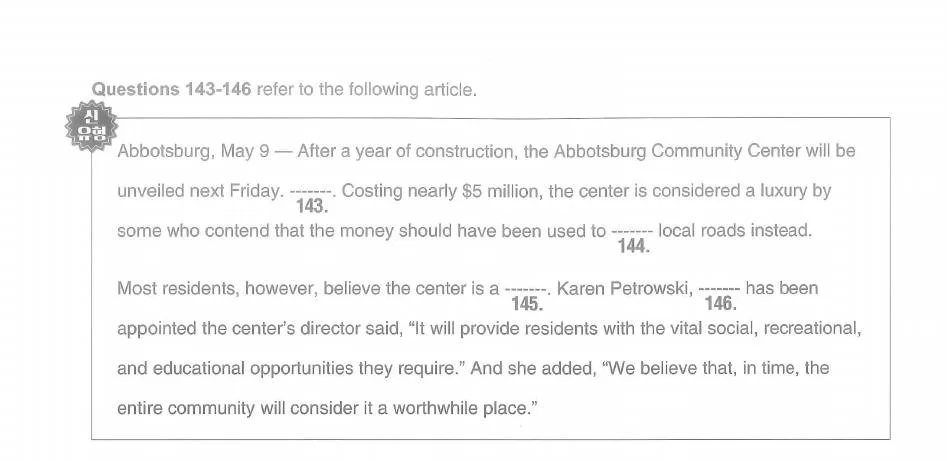 Questions 143-146 refer to the following article.
신
유형
Abbotsburg, May 9 — After a year of construction, the Abbotsburg Community Center will be
unveiled next Friday. -------. Costing nearly $5 million, the center is considered a luxury by
143.
some who contend that the money should have been used to ------- local roads instead.
144.
Most residents, however, believe the center is a -------. Karen Petrowski, ------- has been
145. 146.
appointed the center's director said, “It will provide residents with the vital social, recreational,
and educational opportunities they require.” And she added, “We believe that, in time, the
entire community will consider it a worthwhile place.”